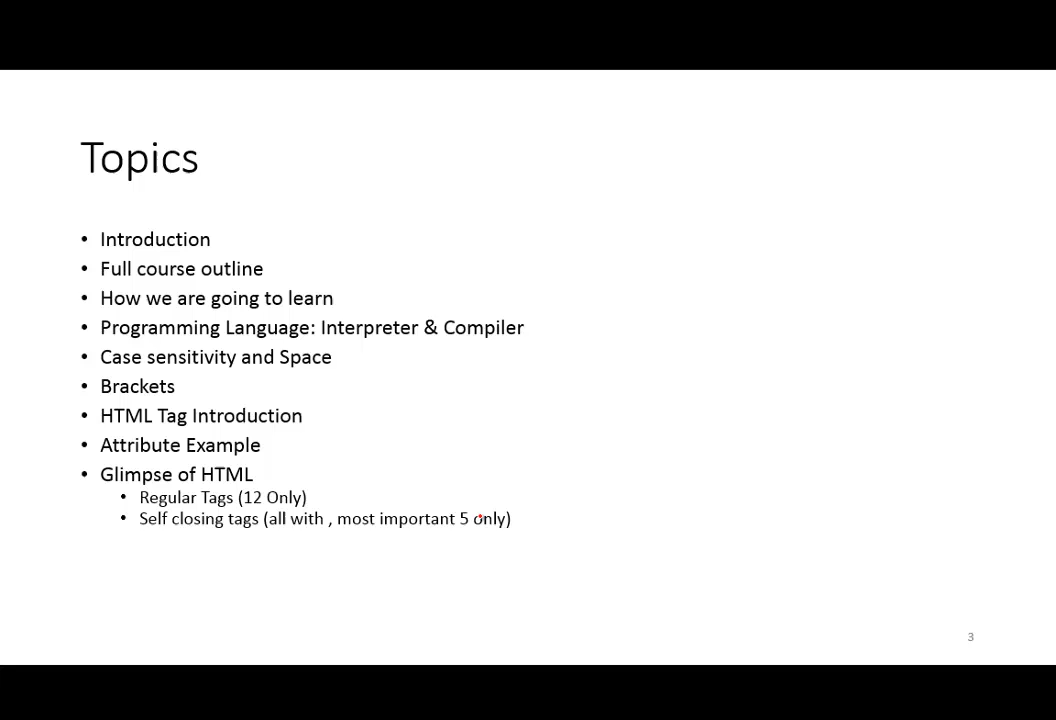 Topics
• Introduction
• Full course outline
• How we are going to learn
• Programming Language: Interpreter & Compiler
• Case sensitivity and Space
• Brackets
• HTML Tag Introduction
• Attribute Example
• Glimpse of HTML
• Regular Tags (12 Only)
• Self closing tags (all with , most important 5 only)
3